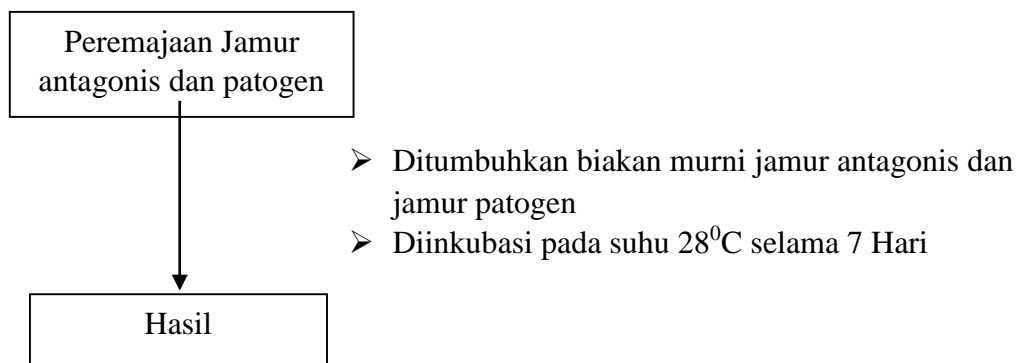 Peremajaan Jamur
antagonis dan patogen
➢ Ditumbuhkan biakan murni jamur antagonis dan
jamur patogen
➢ Diinkubasi pada suhu 28⁰C selama 7 Hari
Hasil